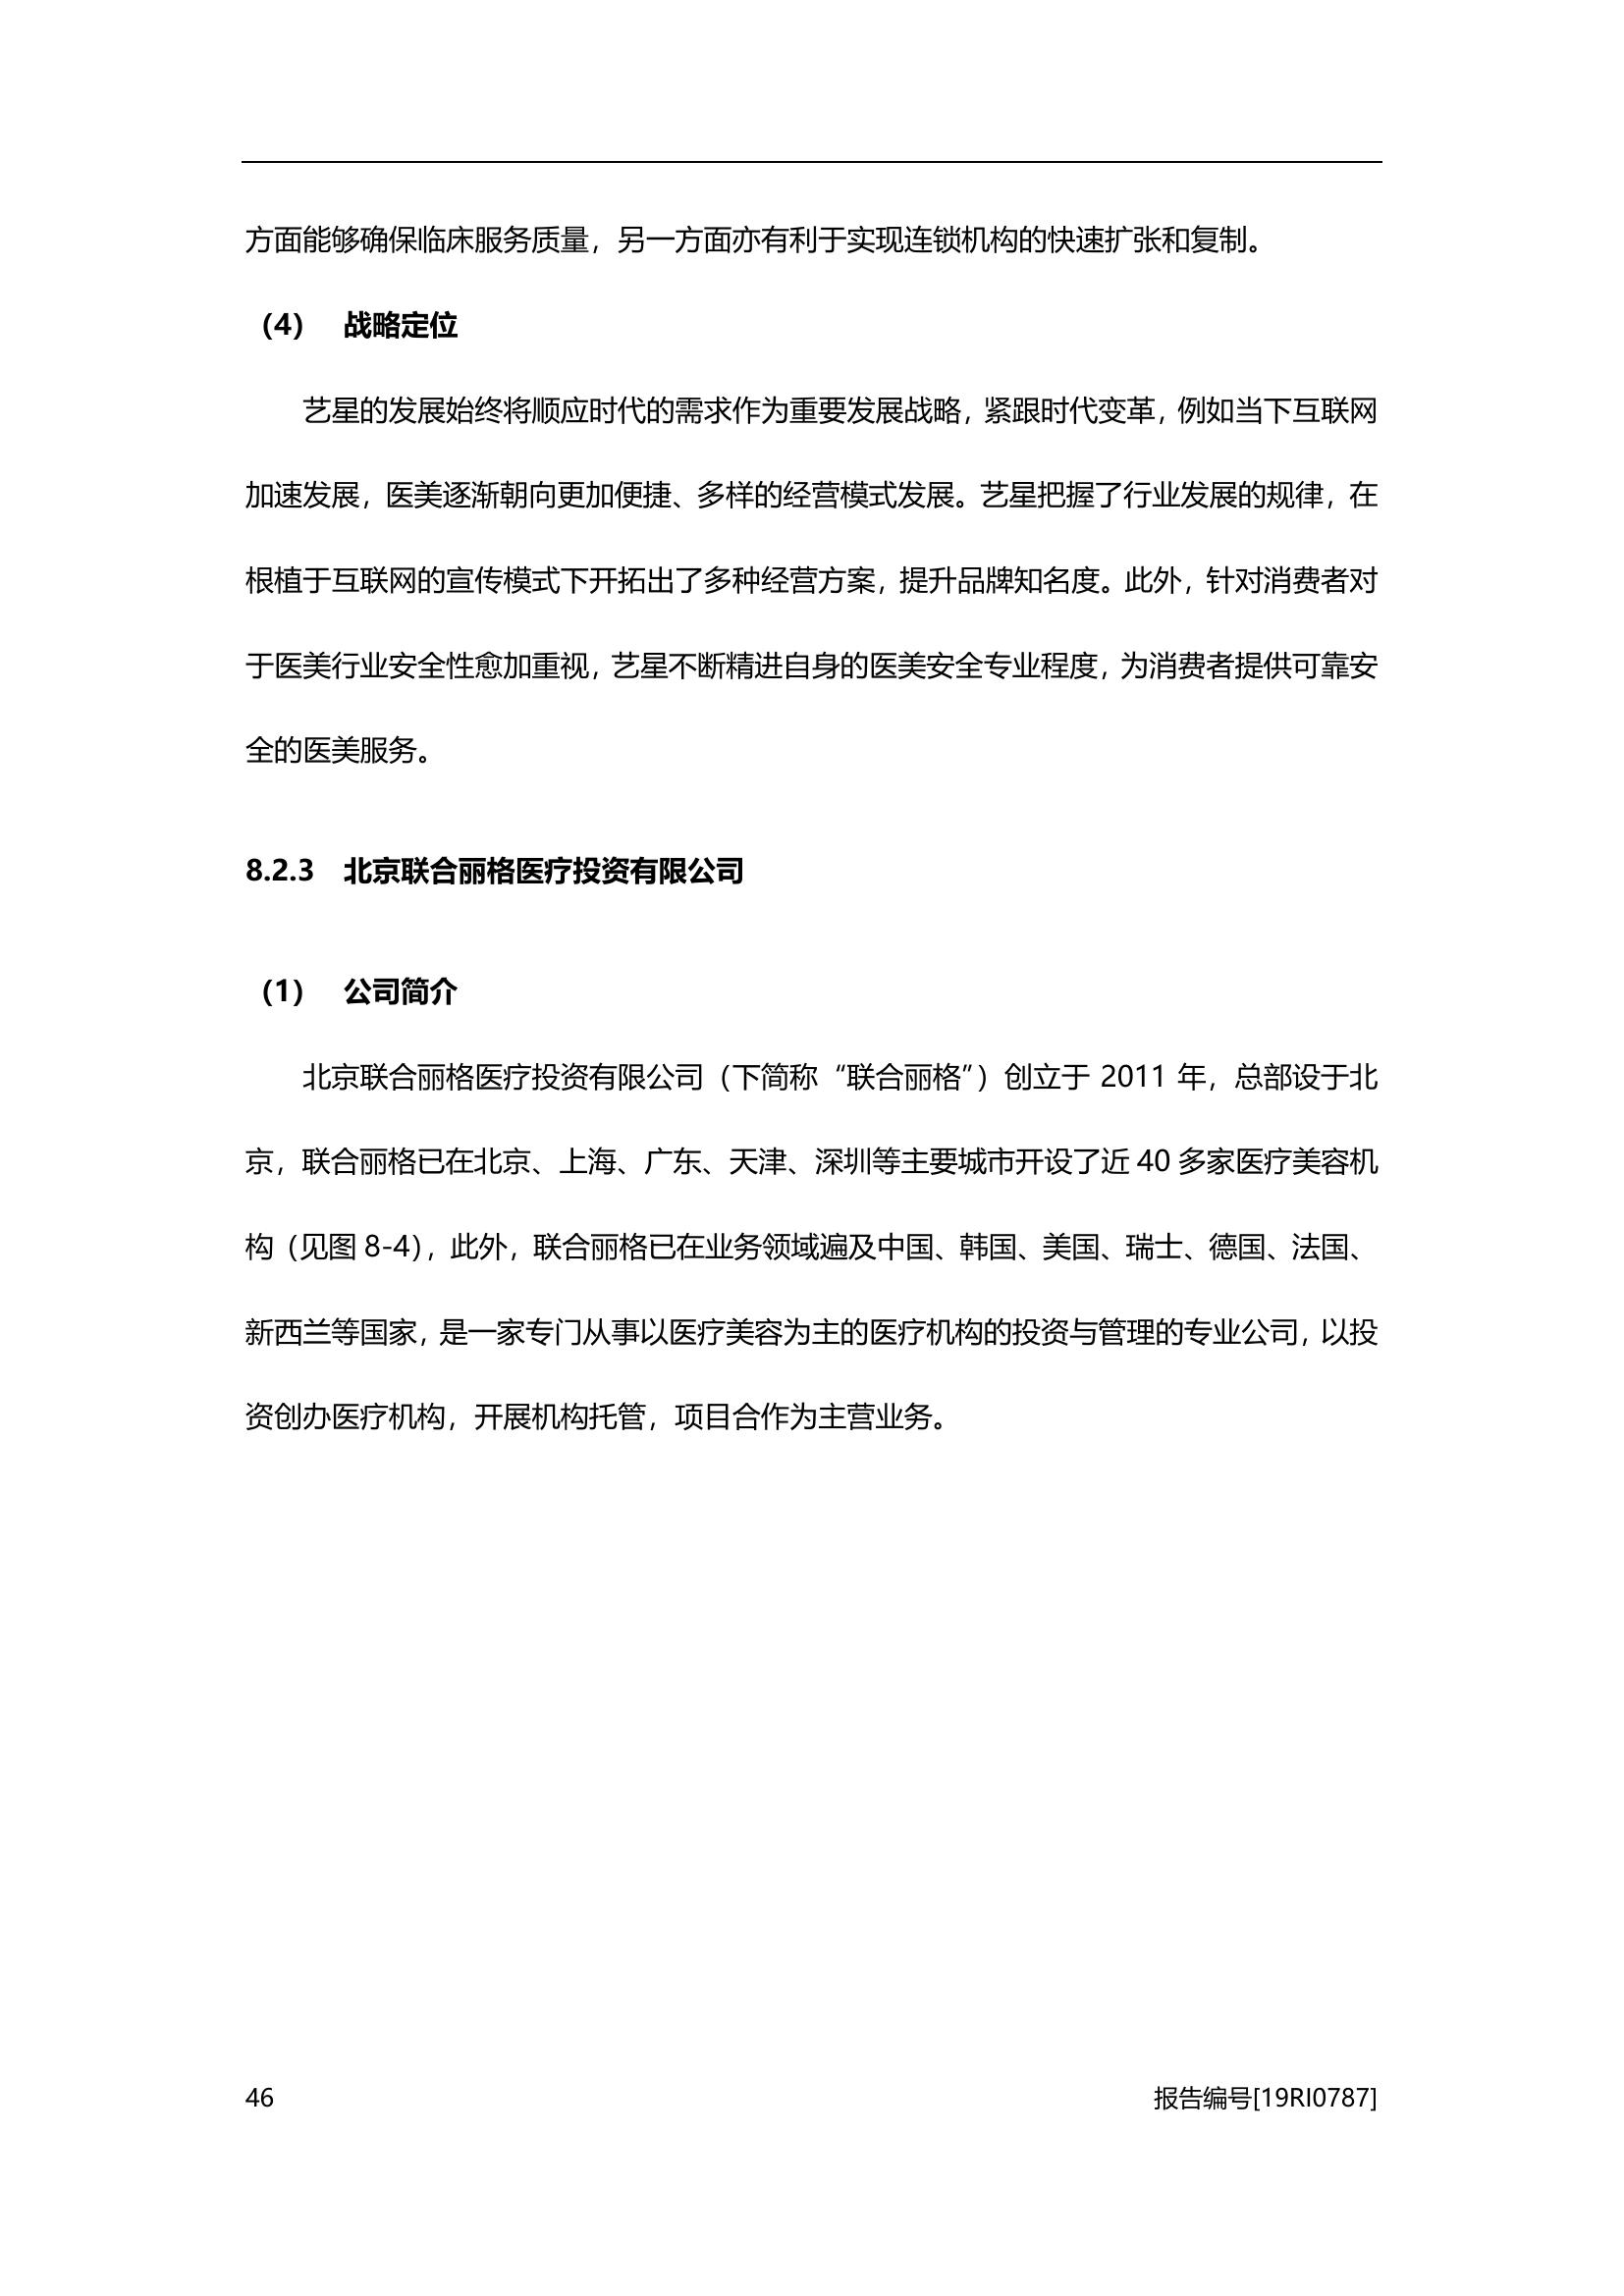 方面能够确保临床服务质量，另一方面亦有利于实现连锁机构的快速扩张和复制。
（4） 战略定位
艺星的发展始终将顺应时代的需求作为重要发展战略，紧跟时代变革，例如当下互联网
加速发展，医美逐渐朝向更加便捷、多样的经营模式发展。艺星把握了行业发展的规律，在
根植于互联网的宣传模式下开拓出了多种经营方案，提升品牌知名度。此外，针对消费者对
于医美行业安全性愈加重视，艺星不断精进自身的医美安全专业程度，为消费者提供可靠安
全的医美服务。
8.2.3 北京联合丽格医疗投资有限公司
（1） 公司简介
北京联合丽格医疗投资有限公司（下简称“联合丽格”）创立于 2011 年，总部设于北
京，联合丽格已在北京、上海、广东、天津、深圳等主要城市开设了近 40 多家医疗美容机
构（见图 8-4），此外，联合丽格已在业务领域遍及中国、韩国、美国、瑞士、德国、法国、
新西兰等国家，是一家专门从事以医疗美容为主的医疗机构的投资与管理的专业公司，以投
资创办医疗机构，开展机构托管，项目合作为主营业务。
46
报告编号[19RI0787]